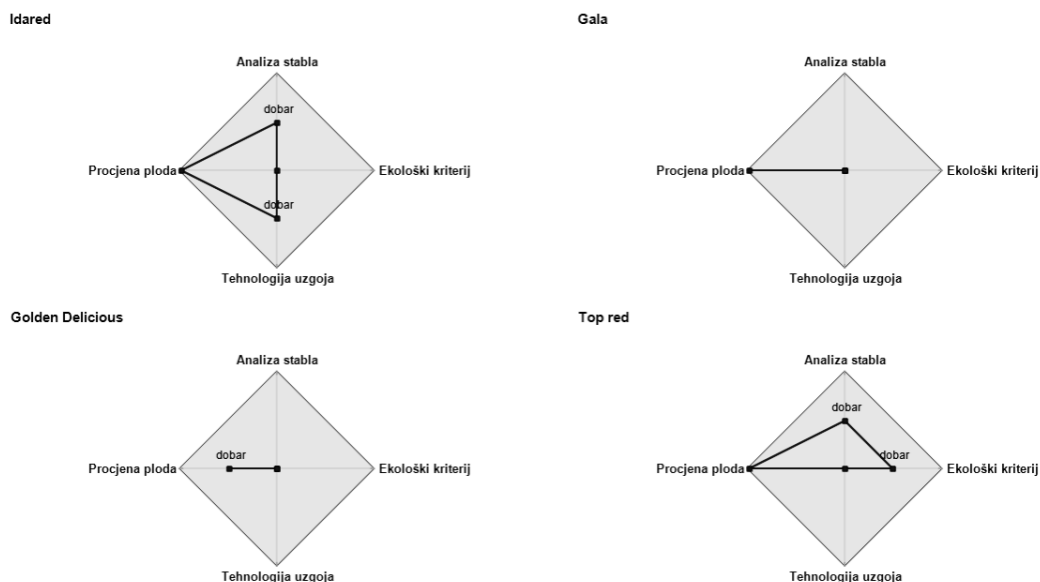 Idared
Gala
Analiza stabla
Analiza stabla
dobar
Procjena ploda
Ekološki kriterij
Procjena ploda
Ekološki kriterij
dobar
Tehnologija uzgoja
Tehnologija uzgoja
Golden Delicious
Top red
Analiza stabla
Analiza stabla
dobar
dobar
dobar
Procjena ploda
Ekološki kriterij
Procjena ploda
Ekološki kriterij
Tehnologija uzgoja
Tehnologija uzgoja